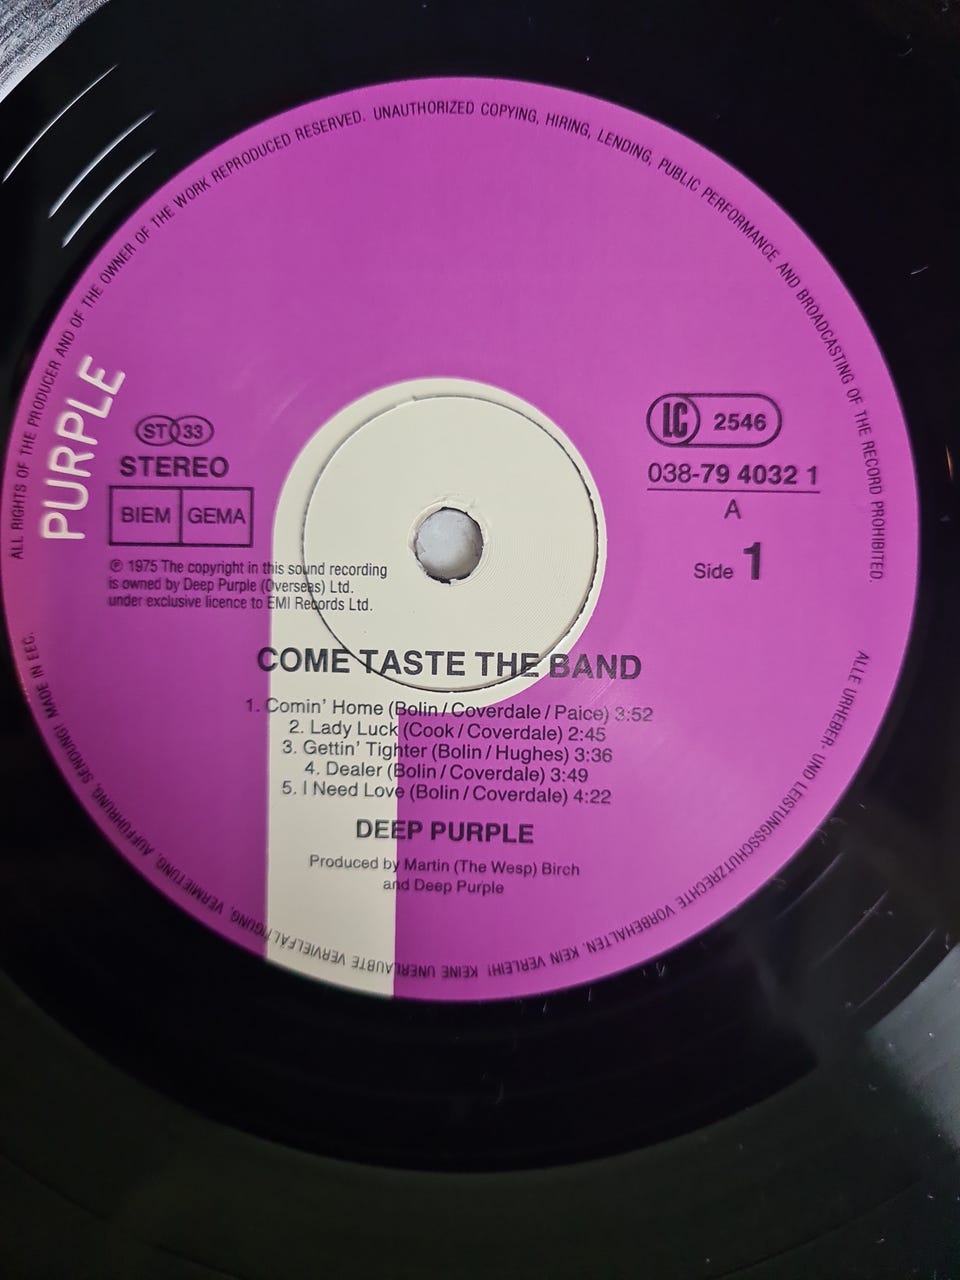 ALL RIGHTS OF THE PRODUCER AND OF THE OWNER OF THE WORK REPRODUCED RESERVED. UNAUTHORIZED COPYING, HIRING, LENDING, PUBLIC PERFORMANCE AND BROADCASTING OF THE RECORD PROHIBITED.
PURPLE
ST 33
STEREO
BIEM GEMA
℗ 1975 The copyright in this sound recording
is owned by Deep Purple (Overseas) Ltd.
under exclusive licence to EMI Records Ltd.
LC 2546
038-79 4032 1
A
Side 1
COME TASTE THE BAND
1. Comin' Home (Bolin/Coverdale/Paice) 3:52
2. Lady Luck (Cook/Coverdale) 2:45
3. Gettin' Tighter (Bolin/Hughes) 3:36
4. Dealer (Bolin/Coverdale) 3:49
5. I Need Love (Bolin/Coverdale) 4:22
DEEP PURPLE
Produced by Martin (The Wesp) Birch
and Deep Purple
ALLE URHEBER- UND LEISTUNGSSCHUTZRECHTE VORBEHALTEN. KEIN VERLEIH! KEINE UNERLAUBTE VERVIELFÄLTIGUNG, VERMIETUNG, AUFFÜHRUNG, SENDUNG! MADE IN EEC.